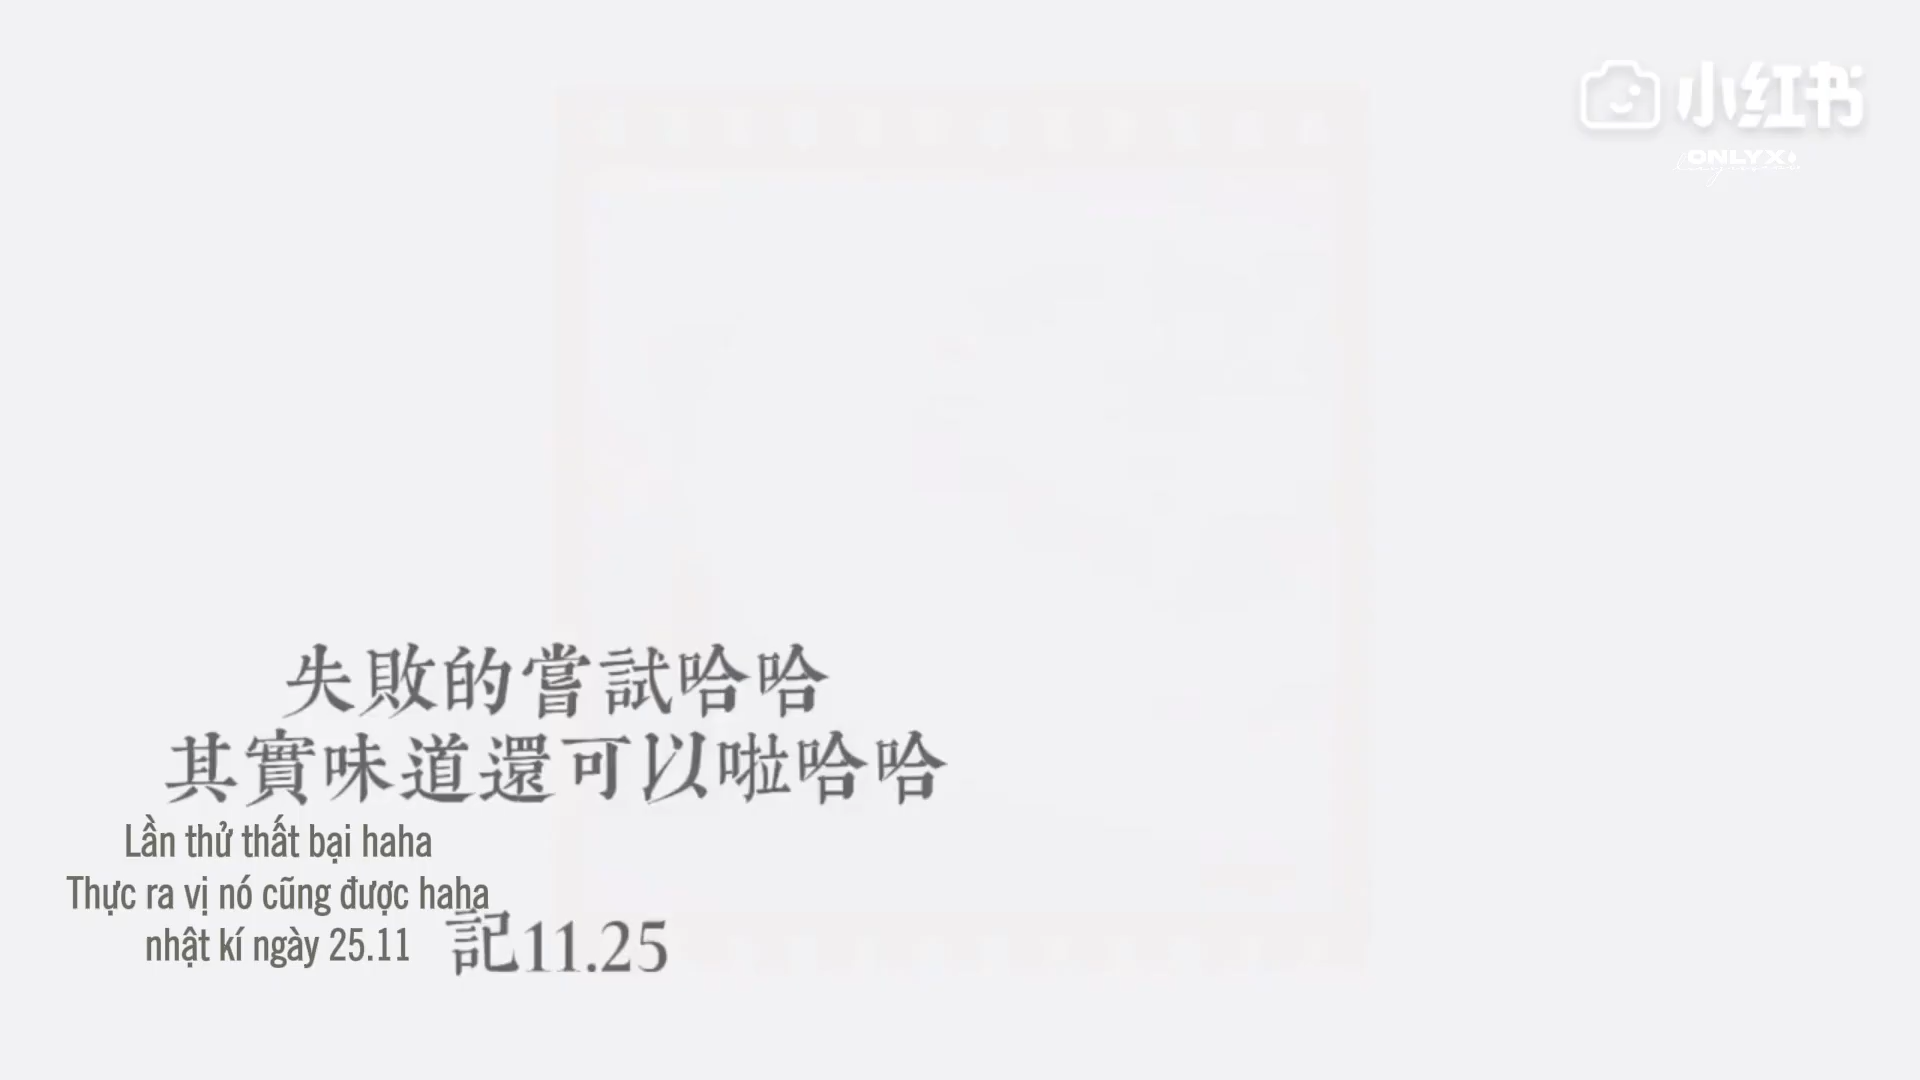 小红书
ONLYX
失敗的嘗試哈哈
其實味道還可以啦哈哈
Lần thử thất bại haha
Thực ra vị nó cũng được haha
nhật kí ngày 25.11
記11.25